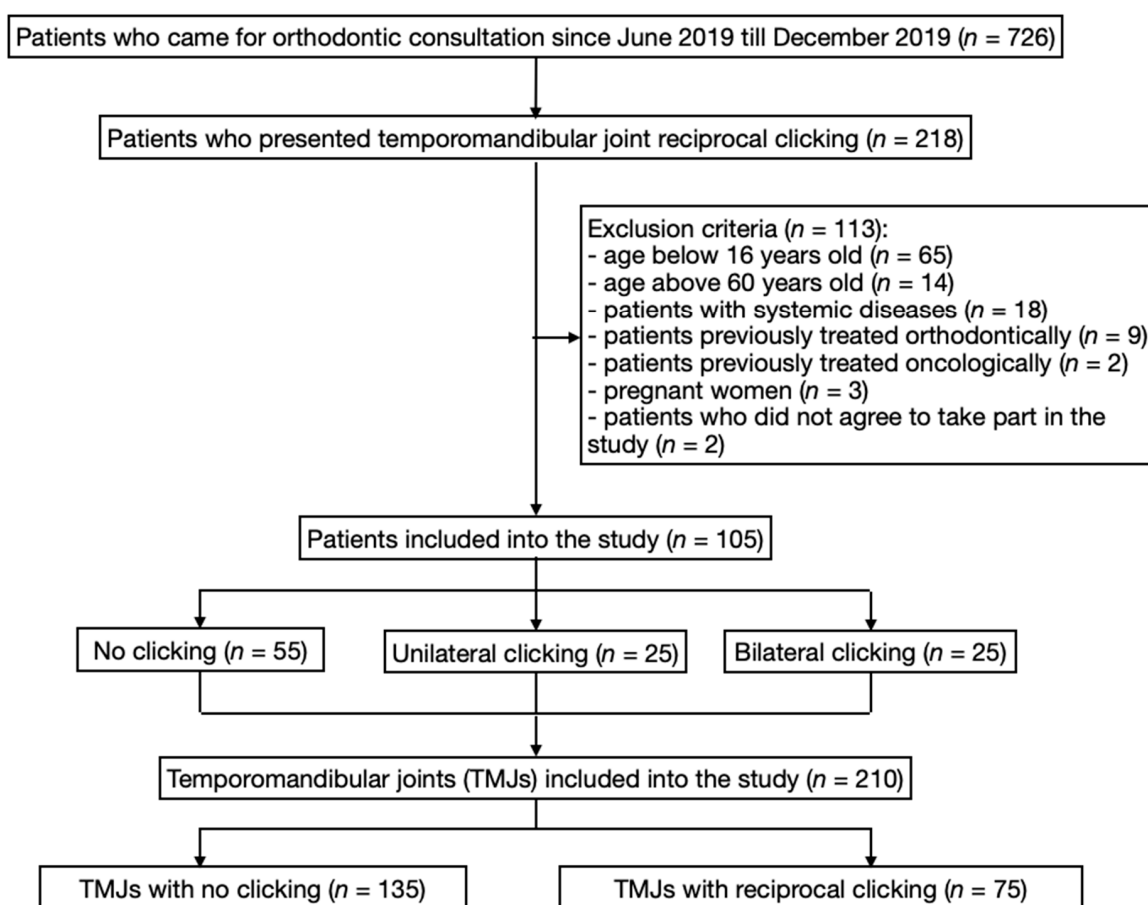 Patients who came for orthodontic consultation since June 2019 till December 2019 (n = 726)
Patients who presented temporomandibular joint reciprocal clicking (n = 218)
Exclusion criteria (n = 113):
- age below 16 years old (n = 65)
- age above 60 years old (n = 14)
- patients with systemic diseases (n = 18)
- patients previously treated orthodontically (n = 9)
- patients previously treated oncologically (n = 2)
- pregnant women (n = 3)
- patients who did not agree to take part in the
study (n = 2)
Patients included into the study (n = 105)
No clicking (n = 55)
Unilateral clicking (n = 25)
Bilateral clicking (n = 25)
Temporomandibular joints (TMJs) included into the study (n = 210)
TMJs with no clicking (n = 135)
TMJs with reciprocal clicking (n = 75)